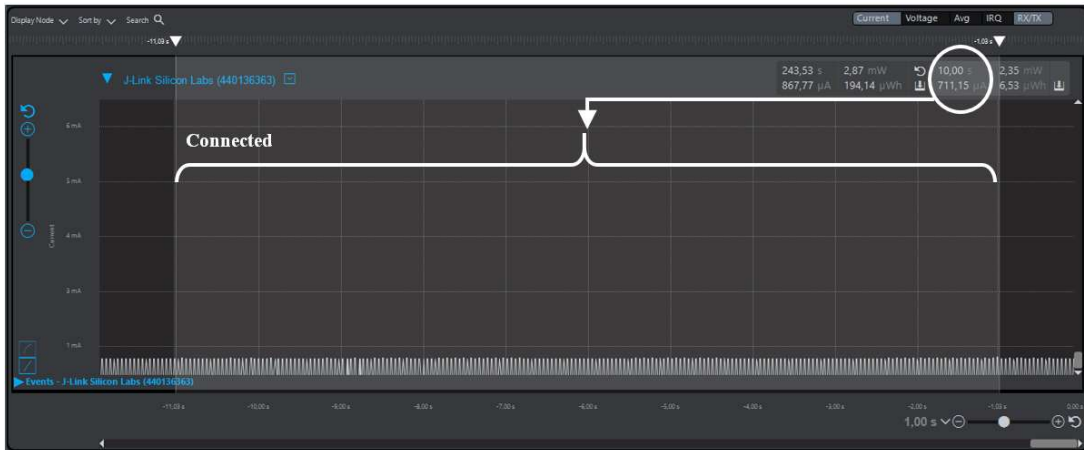 Display Node Sort by Search Current Voltage Avg IRQ RX/TX
-11,03 s -1,03 s
J-Link Silicon Labs (440136363) 243,53 s 2,87 mW 10,00 s 2,35 mW
867,77 µA 194,14 µWh 711,15 µA 6,53 µWh
6 mA
Connected
5 mA
Current
4 mA
3 mA
1 mA
Events - J-Link Silicon Labs (440136363)
-11,03 s -10,00 s -9,00 s -8,00 s -7,00 s -6,00 s -5,00 s -4,00 s -3,00 s -2,00 s -1,03 s 0,00 s
1,00 s